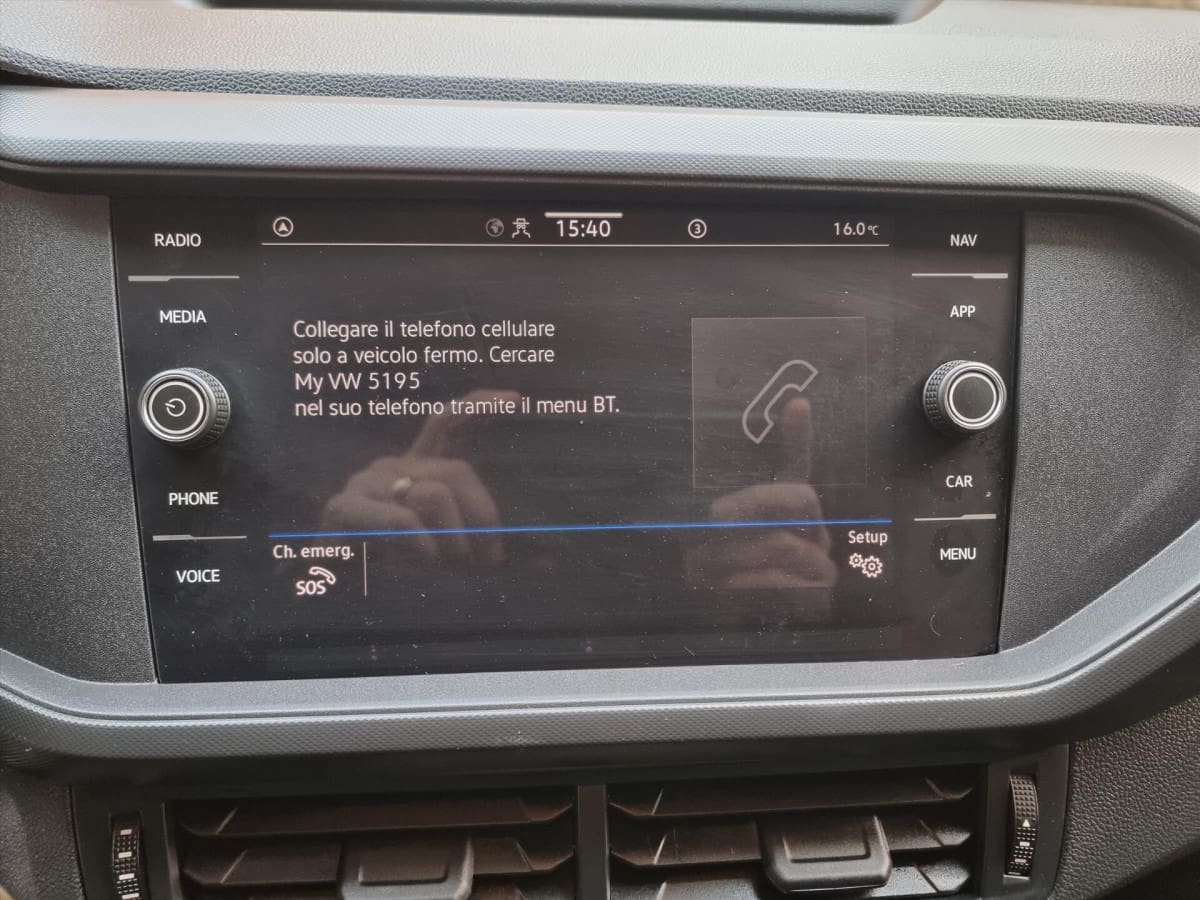 RADIO
MEDIA
PHONE
VOICE
15:40
3
16.0°C
Collegare il telefono cellulare
solo a veicolo fermo. Cercare
My VW 5195
nel suo telefono tramite il menu BT.
Ch. emerg.
SOS
Setup
NAV
APP
CAR
MENU